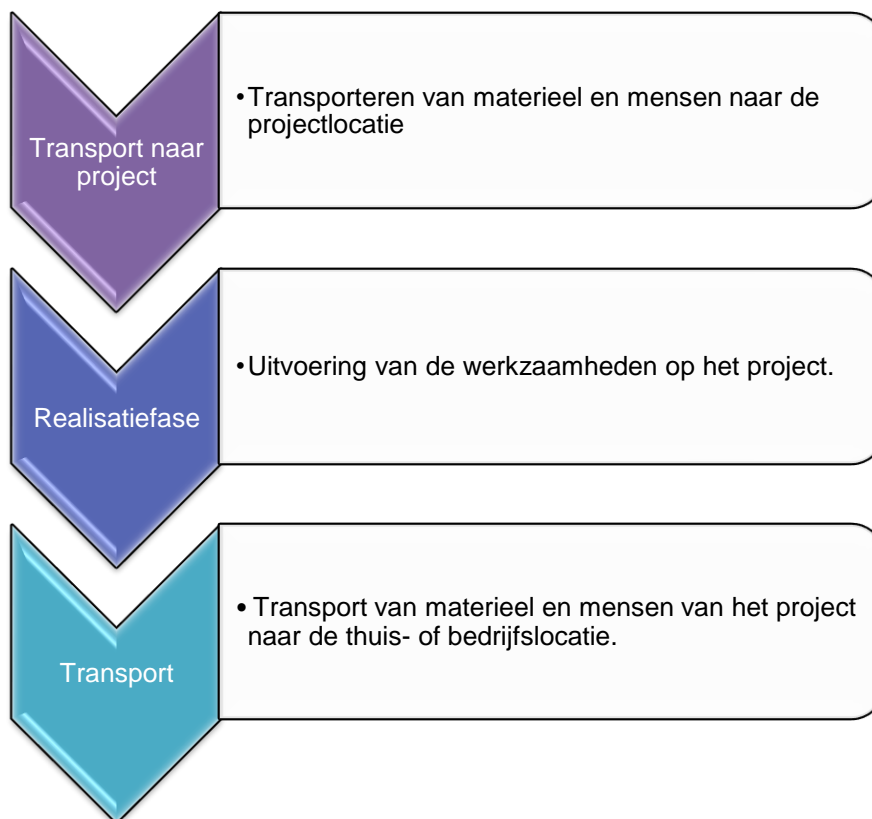 Transport naar
project
•Transporteren van materieel en mensen naar de
projectlocatie
Realisatiefase
•Uitvoering van de werkzaamheden op het project.
Transport
• Transport van materieel en mensen van het project
naar de thuis- of bedrijfslocatie.